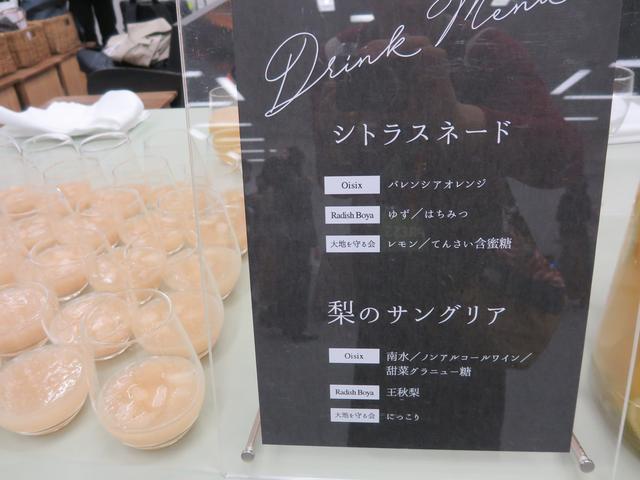 Drink Menu
シトラスネード
Oisix バレンシアオレンジ
Radish Boya ゆず／はちみつ
大地を守る会 レモン／てんさい含蜜糖
梨のサングリア
Oisix 南水／ノンアルコールワイン／
甜菜グラニュー糖
Radish Boya 王秋梨
大地を守る会 にっこり